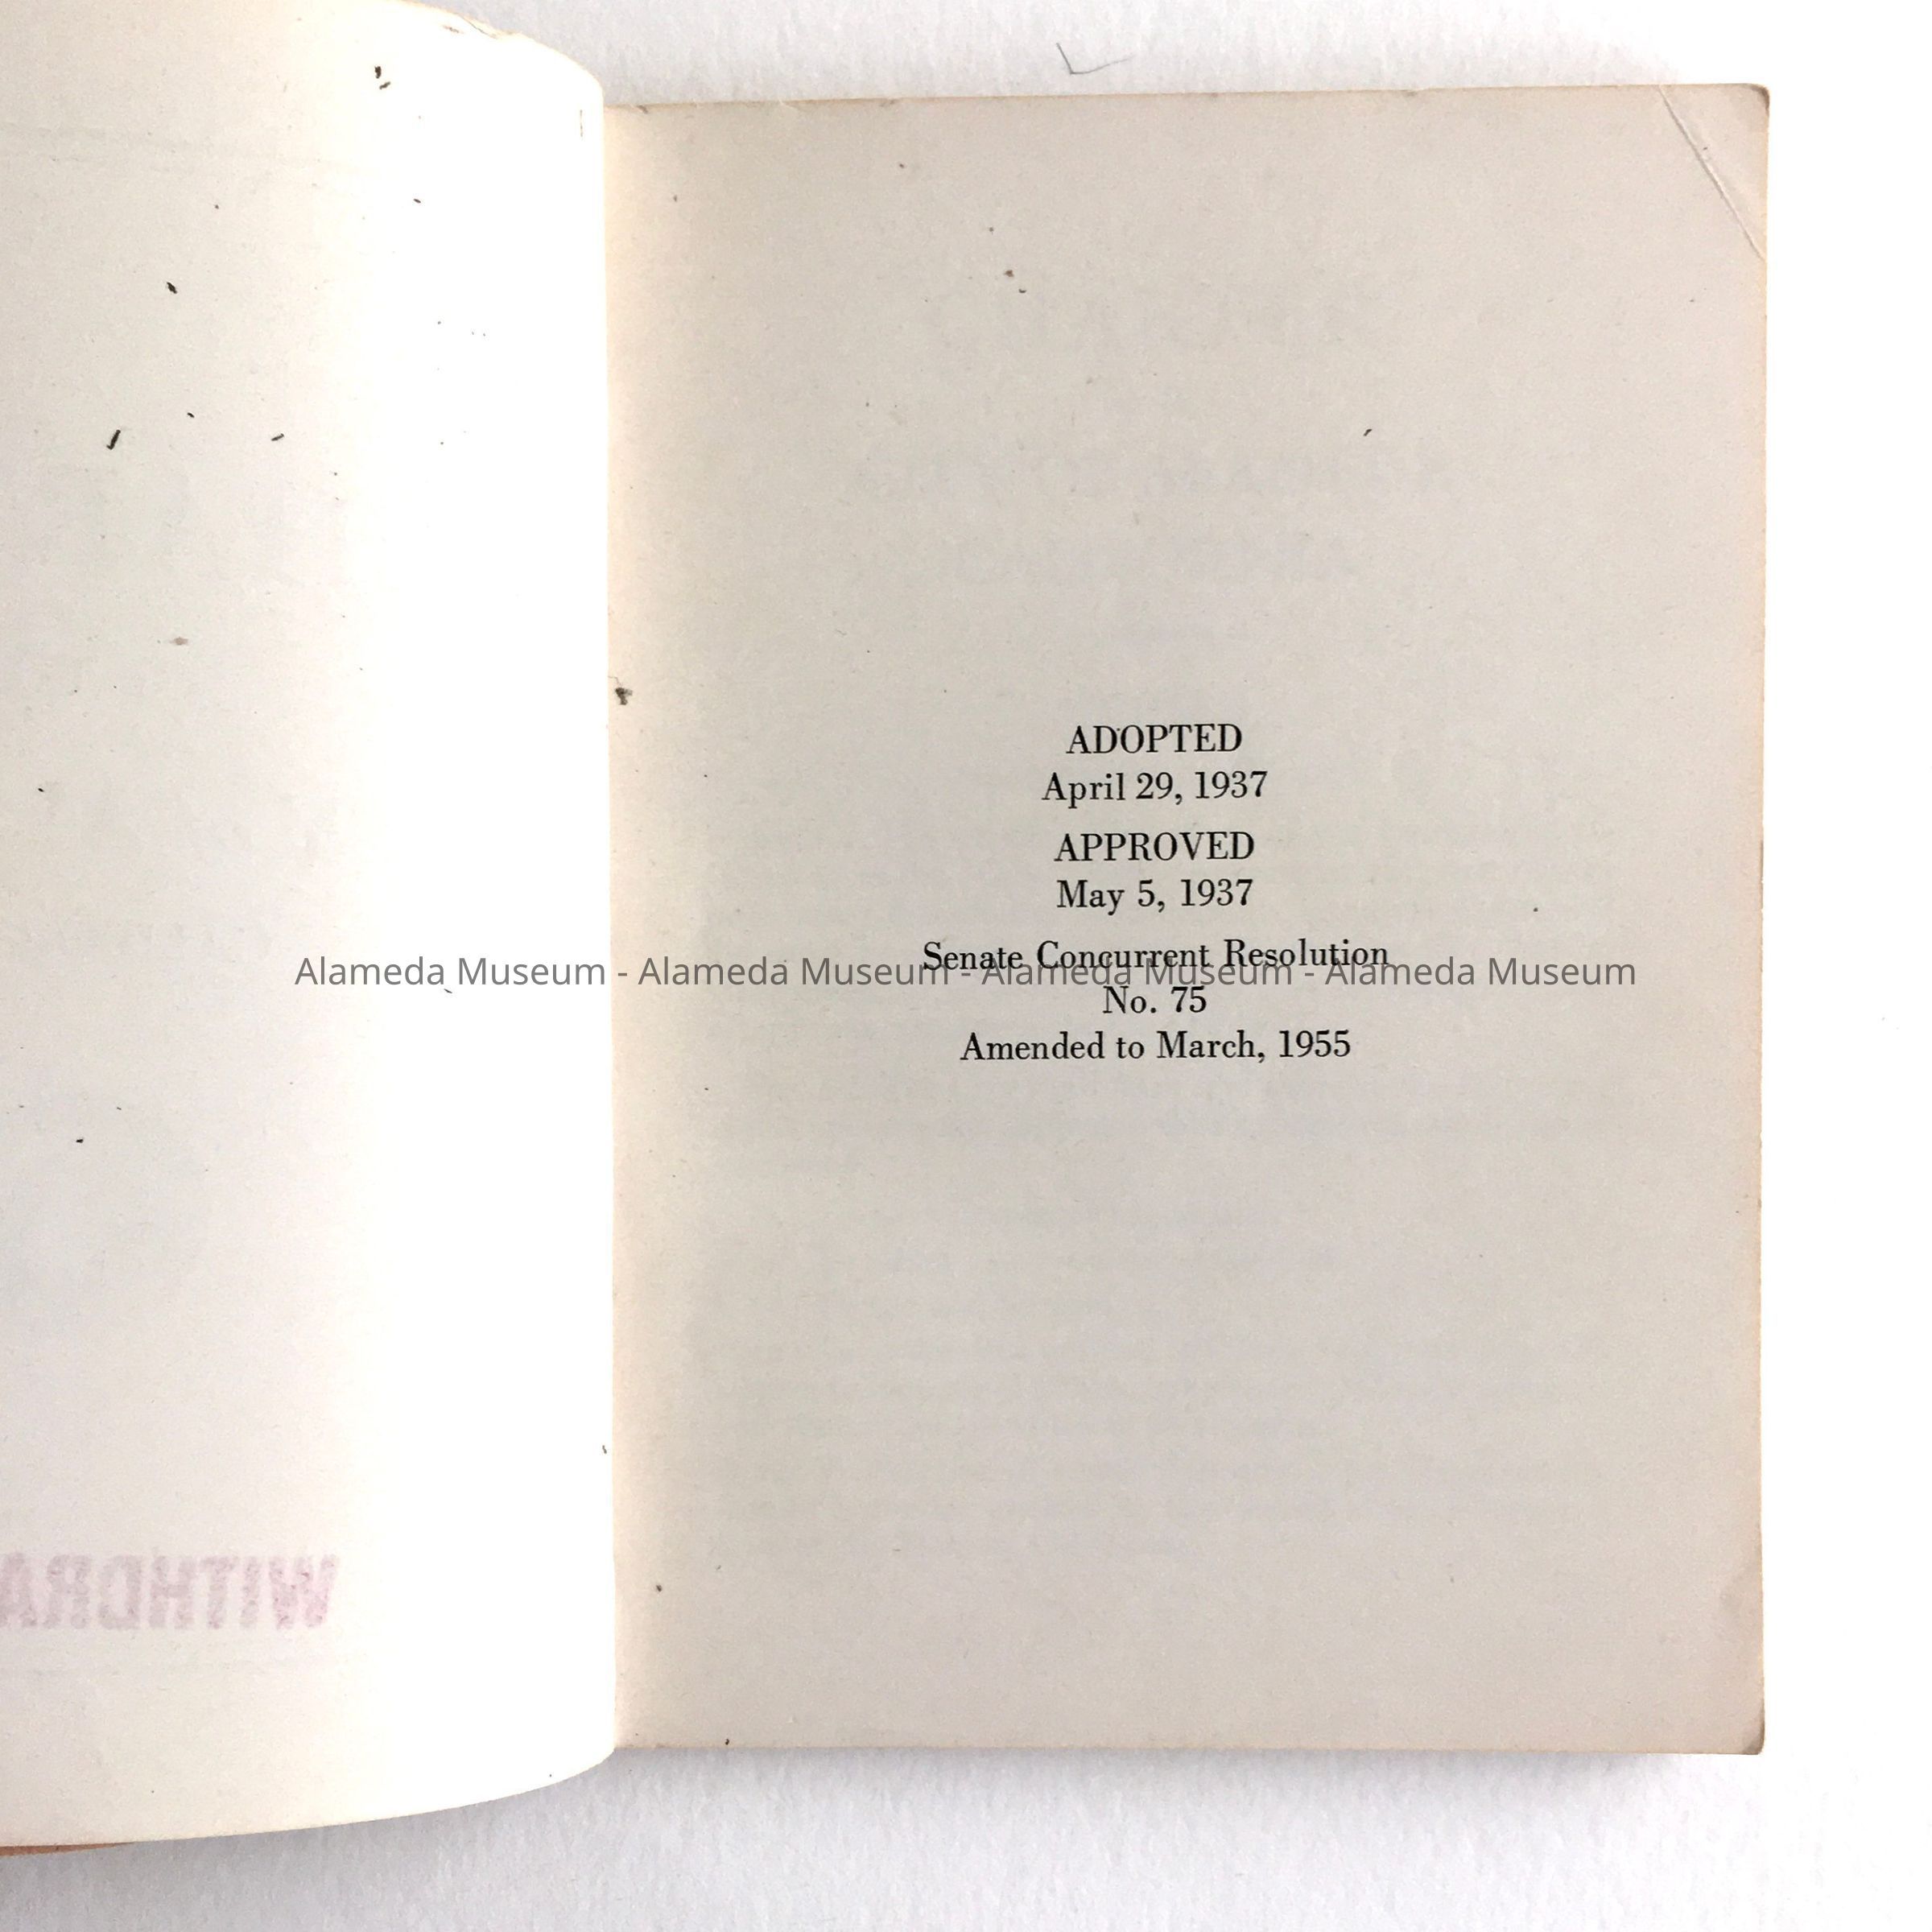 ADOPTED
April 29, 1937
APPROVED
May 5, 1937
Senate Concurrent Resolution
Alameda Museum - Alameda Museum - Alameda Museum - Alameda Museum
No. 75
Amended to March, 1955
WITHDRA